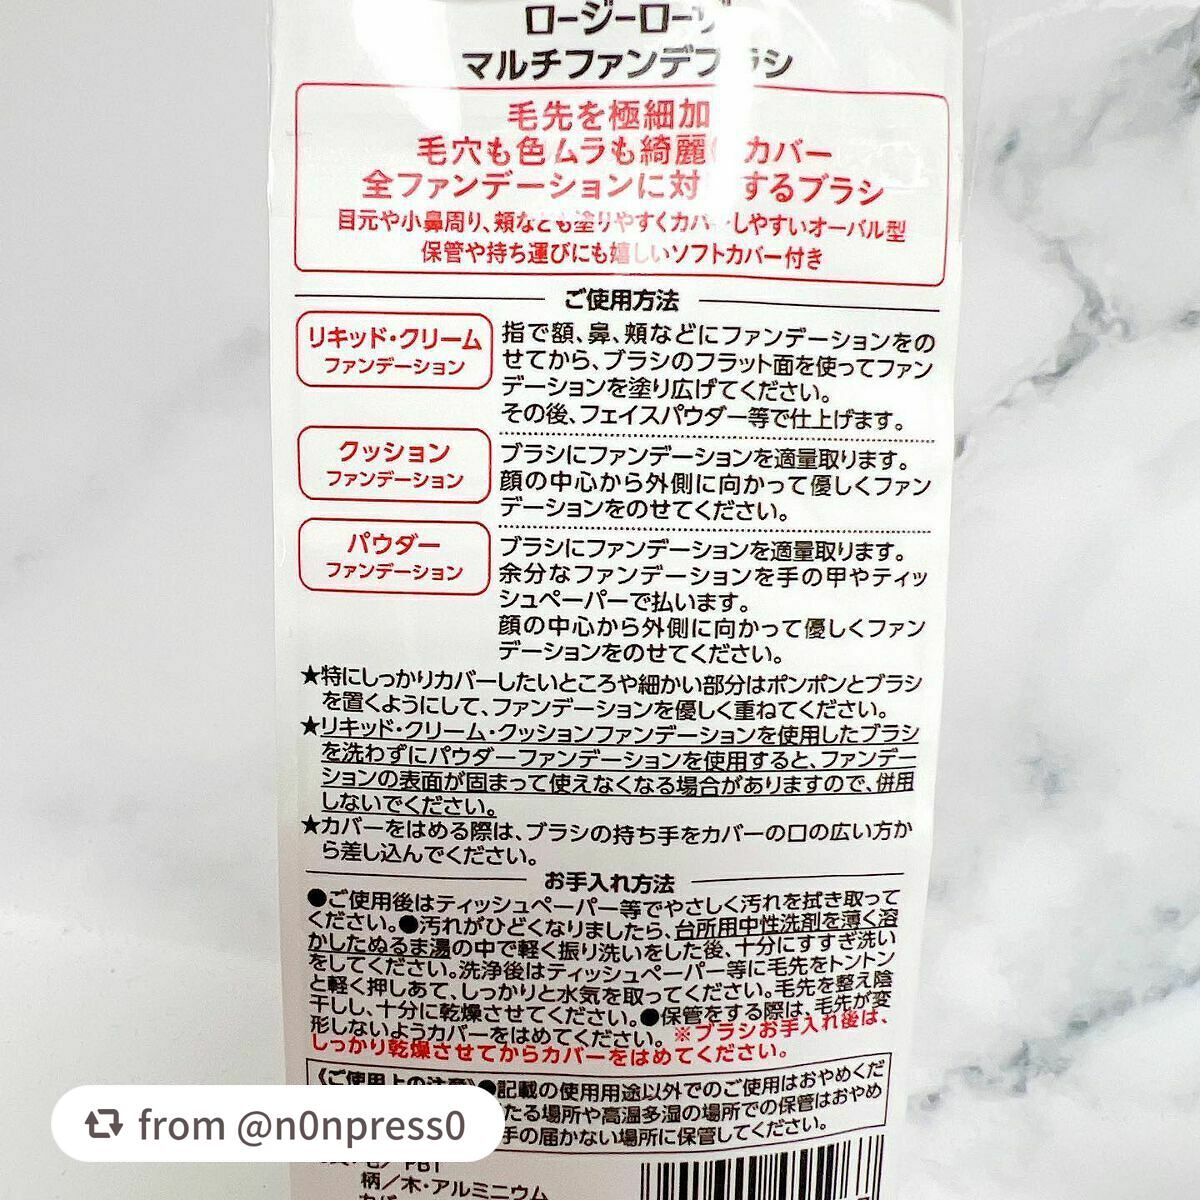 ロージーローザ
マルチファンデブラシ
毛先を極細加
毛穴も色ムラも綺麗 カバー
全ファンデーションに対 するブラシ
目元や小鼻周り、頬なども塗りやすくカバーしやすいオーバル型
保管や持ち運びにも嬉しいソフトカバー付き
ご使用方法
リキッド・クリーム
ファンデーション
指で額、鼻、頬などにファンデーションをの
せてから、ブラシのフラット面を使ってファン
デーションを塗り広げてください。
その後、フェイスパウダー等で仕上げます。
クッション
ファンデーション
ブラシにファンデーションを適量取ります。
顔の中心から外側に向かって優しくファン
デーションをのせてください。
パウダー
ファンデーション
ブラシにファンデーションを適量取ります。
余分なファンデーションを手の甲やティッ
シュペーパーで払います。
顔の中心から外側に向かって優しくファン
デーションをのせてください。
★特にしっかりカバーしたいところや細かい部分はポンポンとブラシ
を置くようにして、ファンデーションを優しく重ねてください。
★リキッド・クリーム・クッションファンデーションを使用したブラシ
を洗わずにパウダーファンデーションを使用すると、ファンデー
ションの表面が固まって使えなくなる場合がありますので、併用
しないでください。
★カバーをはめる際は、ブラシの持ち手をカバーの口の広い方か
ら差し込んでください。
お手入れ方法
●ご使用後はティッシュペーパー等でやさしく汚れを拭き取って
ください。●汚れがひどくなりましたら、台所用中性洗剤を薄く溶
かしたぬるま湯の中で軽く振り洗いをした後、十分にすすぎ洗い
をしてください。洗浄後はティッシュペーパー等に毛先をトントン
と軽く押しあて、しっかりと水気を取ってください。毛先を整え陰
干しし、十分に乾燥させてください。●保管をする際は、毛先が変
形しないようカバーをはめてください。※ブラシお手入れ後は、
しっかり乾燥させてからカバーをはめてください。
《ご使用上の注意》●記載の使用用途以外でのご使用はおやめくだ
たる場所や高温多湿の場所での保管はおやめ
手の届かない場所に保管してください。
毛/PBT
柄/木・アルミニウム
from @n0npress0